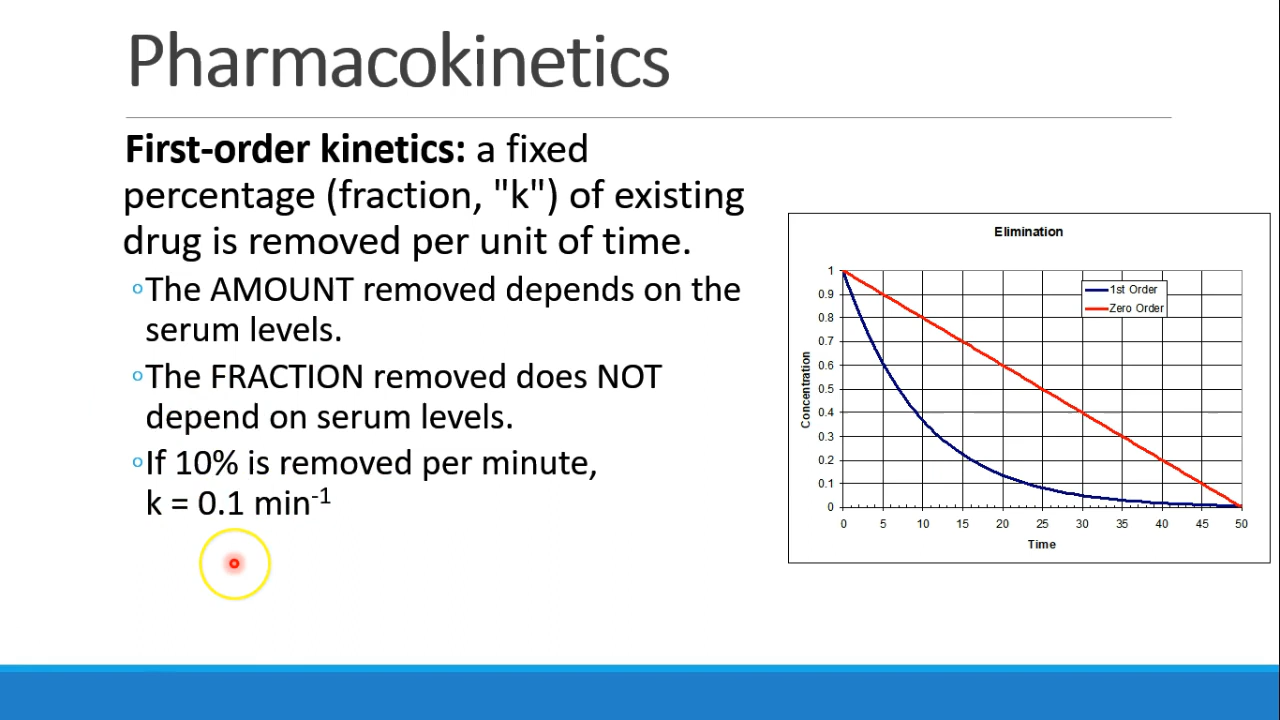 Pharmacokinetics
First-order kinetics: a fixed
percentage (fraction, "k") of existing
drug is removed per unit of time.
◦The AMOUNT removed depends on the
serum levels.
◦The FRACTION removed does NOT
depend on serum levels.
◦If 10% is removed per minute,
k = 0.1 min⁻¹
Elimination
1st Order
Zero Order
Concentration
1
0.9
0.8
0.7
0.6
0.5
0.4
0.3
0.2
0.1
0
0 5 10 15 20 25 30 35 40 45 50
Time